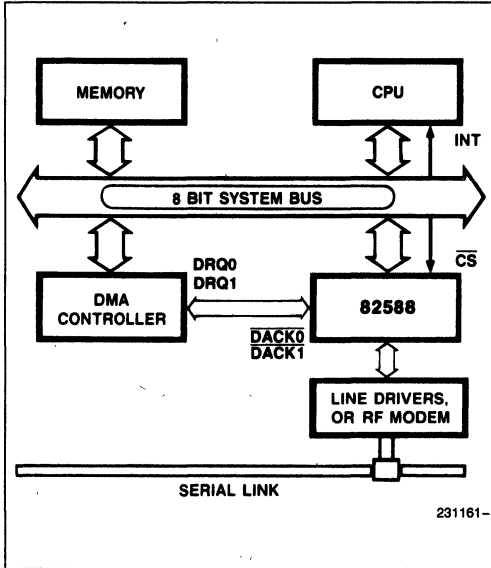 MEMORY
CPU
INT
8 BIT SYSTEM BUS
CS
DRQ0
DRQ1
DMA
CONTROLLER
82588
DACK0
DACK1
LINE DRIVERS,
OR RF MODEM
SERIAL LINK
231161-